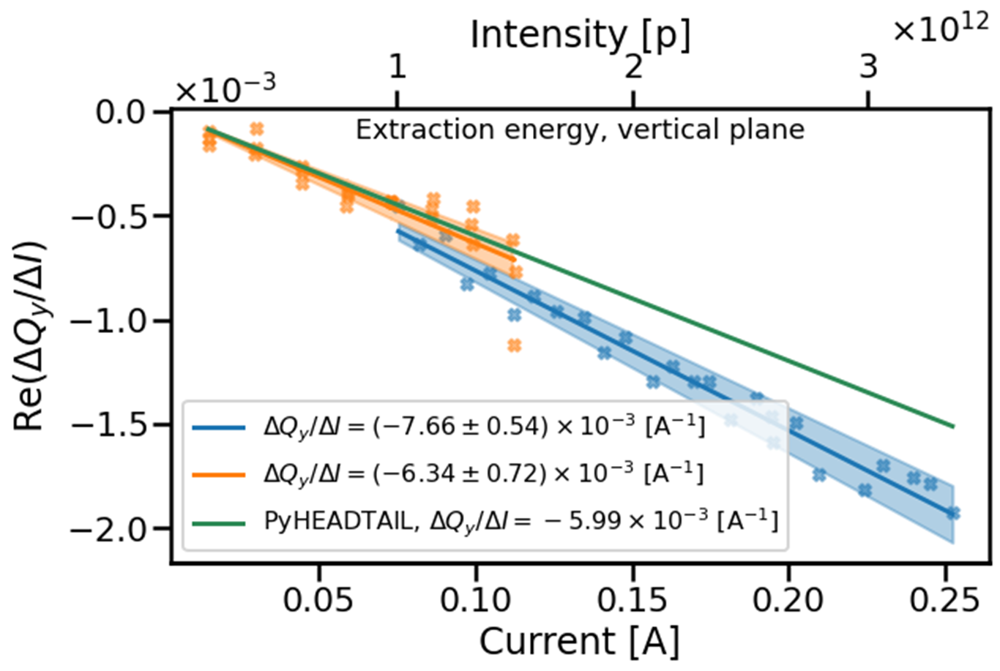 Intensity [p]
×10¹²
1 2 3
×10⁻³
Extraction energy, vertical plane
0.0
−0.5
−1.0
−1.5
−2.0
Re(ΔQ_y/ΔI)
ΔQ_y/ΔI = (−7.66 ± 0.54) × 10⁻³ [A⁻¹]
ΔQ_y/ΔI = (−6.34 ± 0.72) × 10⁻³ [A⁻¹]
PyHEADTAIL, ΔQ_y/ΔI = − 5.99 × 10⁻³ [A⁻¹]
0.05 0.10 0.15 0.20 0.25
Current [A]